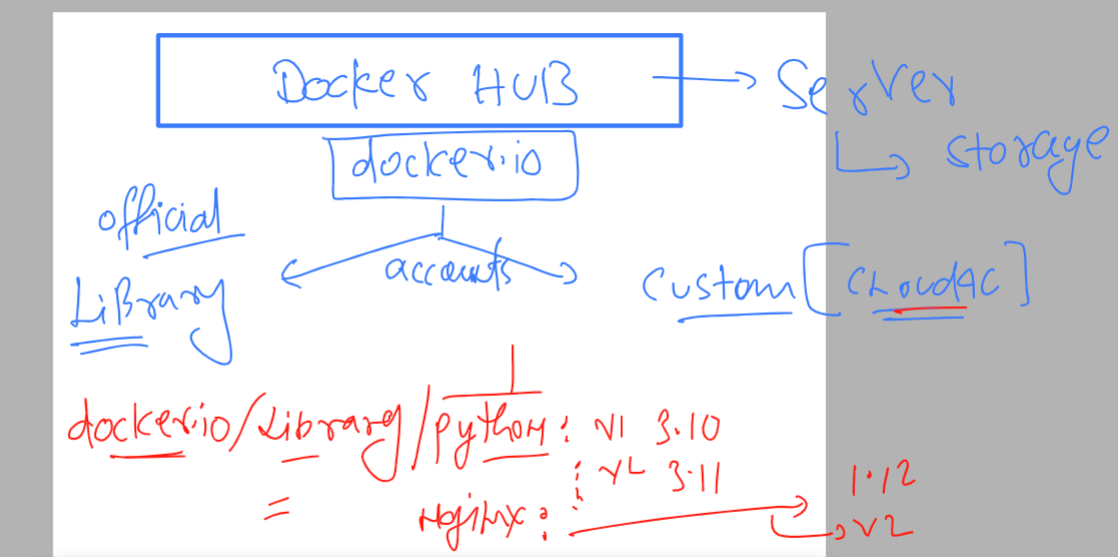 Docker HUB → Server
↳ storage
docker.io
official
accounts
LiBrary
Custom [CLoud4C]
docker.io/Library/python: V1 3.10
: V2 3.11
Nginx: → 1.12
↳ V2